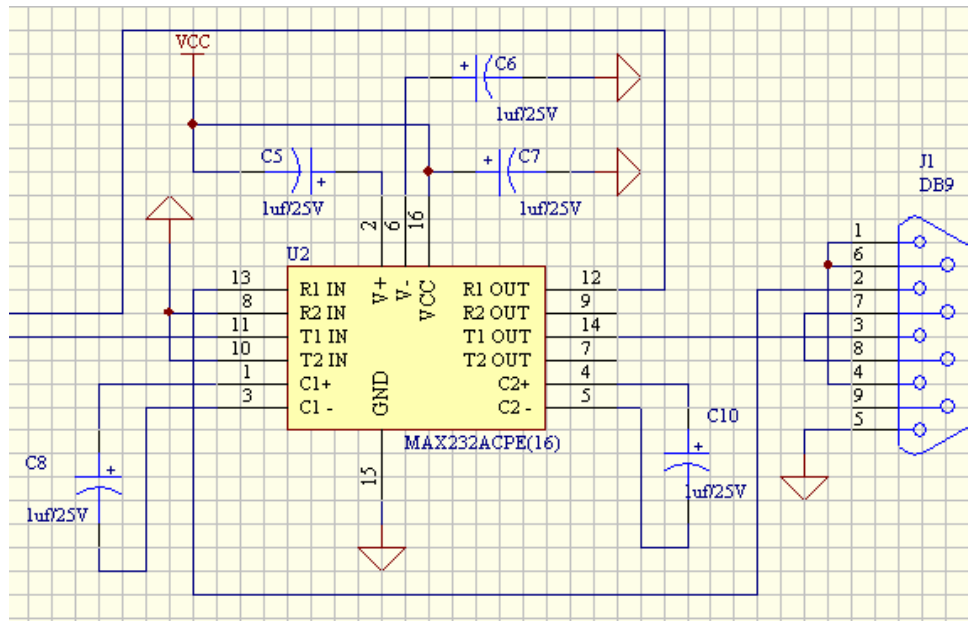 VCC
+
C6
1uf/25V
C5
+
1uf/25V
+
C7
1uf/25V
J1
DB9
2
6
16
U2
13
8
11
10
1
3
R1 IN
R2 IN
T1 IN
T2 IN
C1+
C1 -
V+
V-
VCC
GND
R1 OUT
R2 OUT
T1 OUT
T2 OUT
C2+
C2 -
12
9
14
7
4
5
1
6
2
7
3
8
4
9
5
MAX232ACPE(16)
15
C8
+
1uf/25V
C10
+
1uf/25V